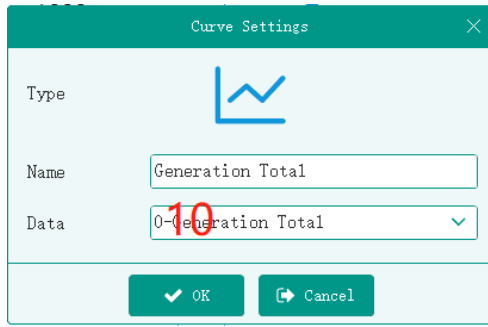 Curve Settings
Type
Name
Generation Total
Data
0-Generation Total
10
OK
Cancel